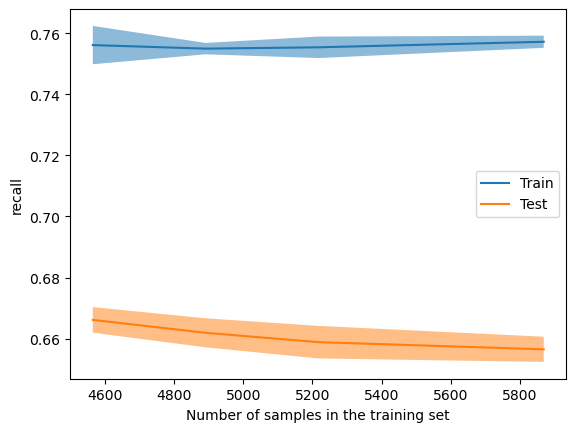 recall
0.76
0.74
0.72
0.70
0.68
0.66
Train
Test
4600 4800 5000 5200 5400 5600 5800
Number of samples in the training set